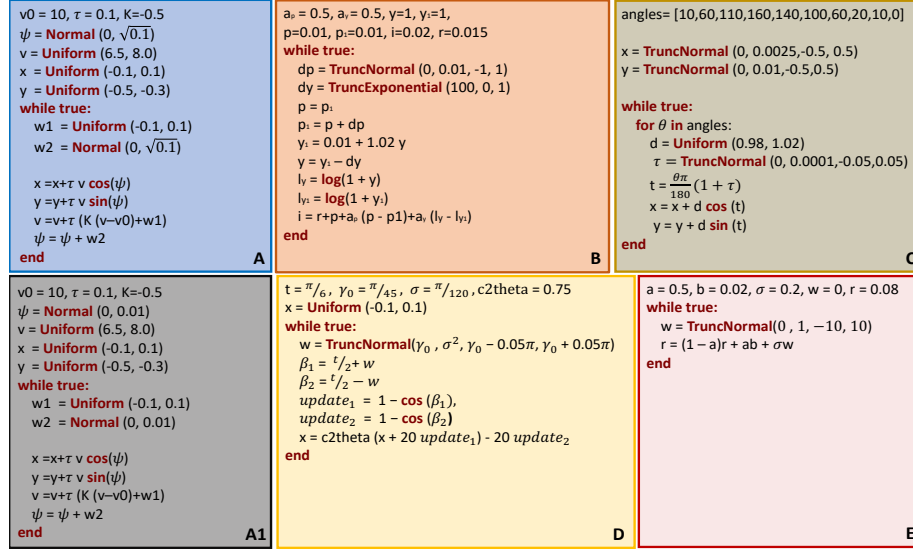 v0 = 10, τ = 0.1, K=-0.5
ψ = Normal (0, √0.1)
v = Uniform (6.5, 8.0)
x = Uniform (-0.1, 0.1)
y = Uniform (-0.5, -0.3)
while true:
w1 = Uniform (-0.1, 0.1)
w2 = Normal (0, √0.1)
x =x+τ v cos(ψ)
y =y+τ v sin(ψ)
v =v+τ (K (v−v0)+w1)
ψ = ψ + w2
end
A
aₚ = 0.5, aᵧ = 0.5, y=1, y₁=1,
p=0.01, p₁=0.01, i=0.02, r=0.015
while true:
dp = TruncNormal (0, 0.01, -1, 1)
dy = TruncExponential (100, 0, 1)
p = p₁
p₁ = p + dp
y₁ = 0.01 + 1.02 y
y = y₁ − dy
lᵧ = log(1 + y)
lᵧ₁ = log(1 + y₁)
i = r+p+aₚ (p - p1)+aᵧ (lᵧ - lᵧ₁)
end
B
angles= [10,60,110,160,140,100,60,20,10,0]
x = TruncNormal (0, 0.0025,-0.5, 0.5)
y = TruncNormal (0, 0.01,-0.5,0.5)
while true:
for θ in angles:
d = Uniform (0.98, 1.02)
τ = TruncNormal (0, 0.0001,-0.05,0.05)
t = θπ/180 (1 + τ)
x = x + d cos (t)
y = y + d sin (t)
end
C
v0 = 10, τ = 0.1, K=-0.5
ψ = Normal (0, 0.01)
v = Uniform (6.5, 8.0)
x = Uniform (-0.1, 0.1)
y = Uniform (-0.5, -0.3)
while true:
w1 = Uniform (-0.1, 0.1)
w2 = Normal (0, 0.01)
x =x+τ v cos(ψ)
y =y+τ v sin(ψ)
v =v+τ (K (v−v0)+w1)
ψ = ψ + w2
end
A1
t = π/6 , γ₀ = π/45, σ = π/120 , c2theta = 0.75
x = Uniform (-0.1, 0.1)
while true:
w = TruncNormal(γ₀ , σ², γ₀ − 0.05π, γ₀ + 0.05π)
β₁ = t/2 + w
β₂ = t/2 − w
update₁ = 1 − cos (β₁),
update₂ = 1 − cos (β₂)
x = c2theta (x + 20 update₁) - 20 update₂
end
D
a = 0.5, b = 0.02, σ = 0.2, w = 0, r = 0.08
while true:
w = TruncNormal(0 , 1, −10, 10)
r = (1 − a)r + ab + σw
end
E